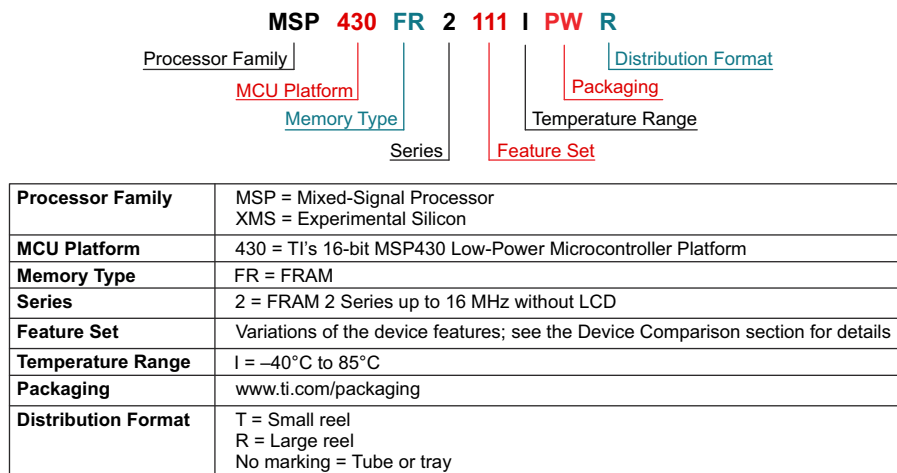 MSP 430 FR 2 111 I PW R
Processor Family
Distribution Format
MCU Platform
Packaging
Memory Type
Temperature Range
Series
Feature Set
Processor Family
MSP = Mixed-Signal Processor
XMS = Experimental Silicon
MCU Platform
430 = TI's 16-bit MSP430 Low-Power Microcontroller Platform
Memory Type
FR = FRAM
Series
2 = FRAM 2 Series up to 16 MHz without LCD
Feature Set
Variations of the device features; see the Device Comparison section for details
Temperature Range
I = –40°C to 85°C
Packaging
www.ti.com/packaging
Distribution Format
T = Small reel
R = Large reel
No marking = Tube or tray